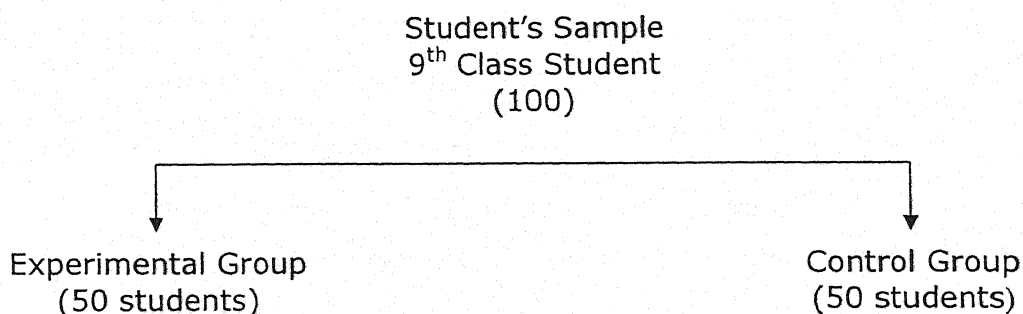 Student's Sample
9th Class Student
(100)
Experimental Group
(50 students)
Control Group
(50 students)